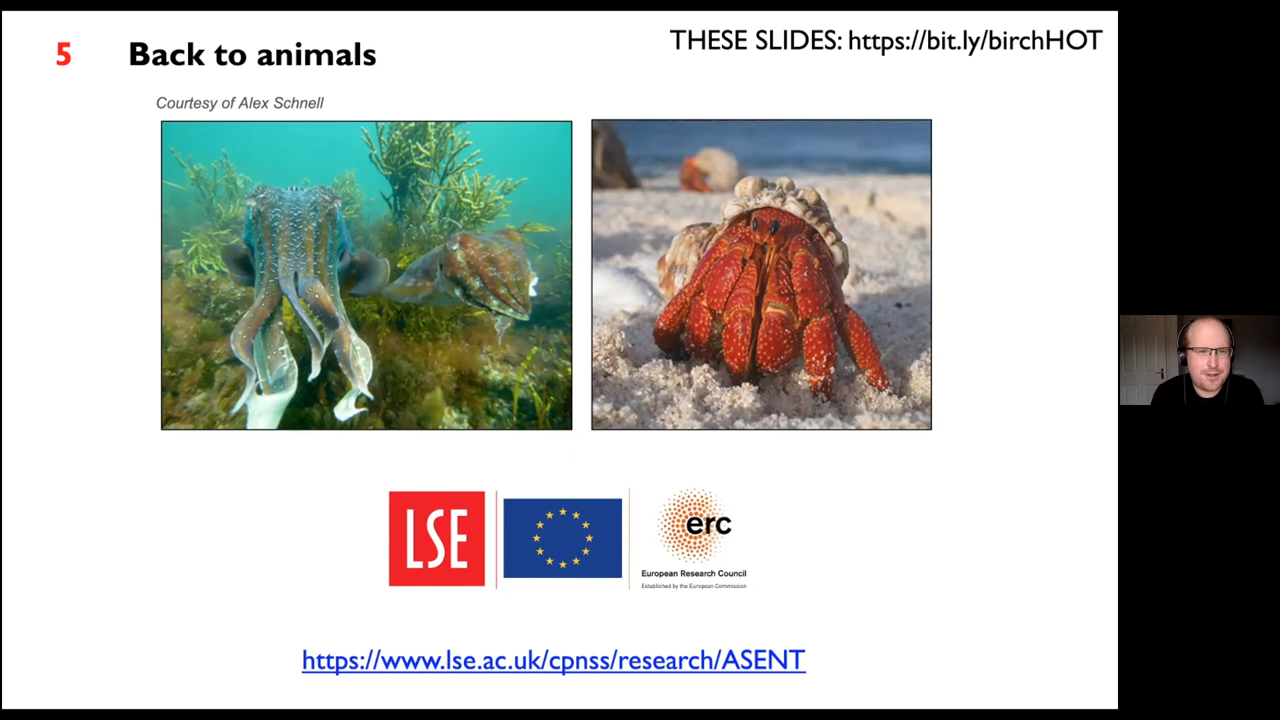 5 Back to animals
THESE SLIDES: https://bit.ly/birchHOT
Courtesy of Alex Schnell
LSE
erc
European Research Council
Established by the European Commission
https://www.lse.ac.uk/cpnss/research/ASENT